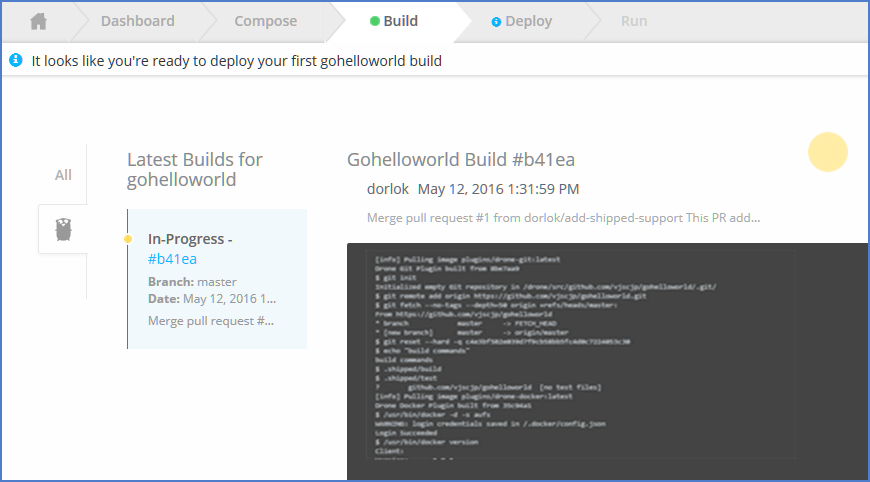 Dashboard Compose Build Deploy Run
It looks like you're ready to deploy your first gohelloworld build
All
Latest Builds for
gohelloworld
In-Progress -
#b41ea
Branch: master
Date: May 12, 2016 1...
Merge pull request #...
Gohelloworld Build #b41ea
dorlok May 12, 2016 1:31:59 PM
Merge pull request #1 from dorlok/add-shipped-support This PR add...
[info] Pulling image plugins/drone-git:latest
Drone Git Plugin built from
$ git init
Initialized empty Git repository in /drone/src/github.com/vjscjp/gohelloworld/.git/
$ git remote add origin https://github.com/vjscjp/gohelloworld.git
$ git fetch --no-tags --depth=50 origin +refs/heads/master:
From https://github.com/vjscjp/gohelloworld
* branch master -> FETCH_HEAD
* [new branch] master -> origin/master
$ git reset --hard -q
$ echo "build commands"
build commands
$ .shipped/build
$ .shipped/test
? github.com/vjscjp/gohelloworld [no test files]
[info] Pulling image plugins/drone-docker:latest
Drone Docker Plugin built from
$ /usr/bin/docker -d -s aufs
WARNING: login credentials saved in /.docker/config.json
Login Succeeded
$ /usr/bin/docker version
Client: